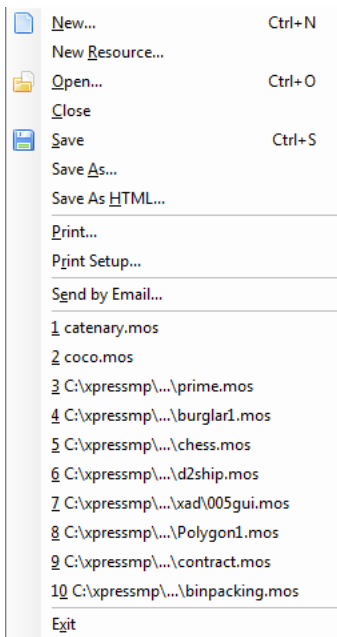 New... Ctrl+N
New Resource...
Open... Ctrl+O
Close
Save Ctrl+S
Save As...
Save As HTML...
Print...
Print Setup...
Send by Email...
1 catenary.mos
2 coco.mos
3 C:\xpressmp\...\prime.mos
4 C:\xpressmp\...\burglar1.mos
5 C:\xpressmp\...\chess.mos
6 C:\xpressmp\...\d2ship.mos
7 C:\xpressmp\...\xad\005gui.mos
8 C:\xpressmp\...\Polygon1.mos
9 C:\xpressmp\...\contract.mos
10 C:\xpressmp\...\binpacking.mos
Exit